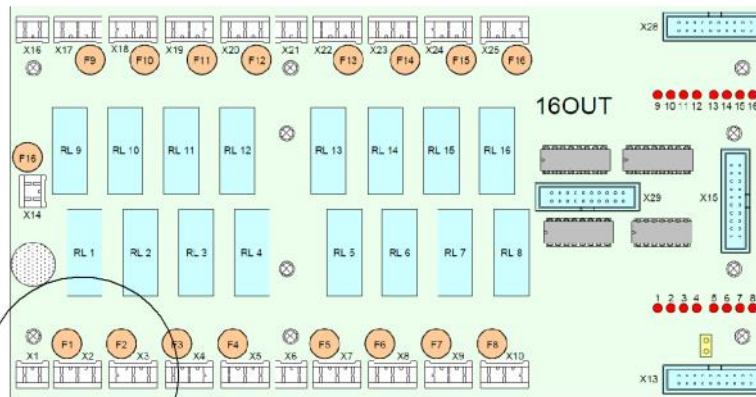 X16 X17 X18 X19 X20 X21 X22 X23 X24 X25 X28
F9 F10 F11 F12 F13 F14 F15 F16
9 10 11 12 13 14 15 16
16OUT
RL 9 RL 10 RL 11 RL 12 RL 13 RL 14 RL 15 RL 16
F16
X14 X29 X15
RL 1 RL 2 RL 3 RL 4 RL 5 RL 6 RL 7 RL 8
1 2 3 4 5 6 7 8
F1 F2 F3 F4 F5 F6 F7 F8
X1 X2 X3 X4 X5 X6 X7 X8 X9 X10 X13